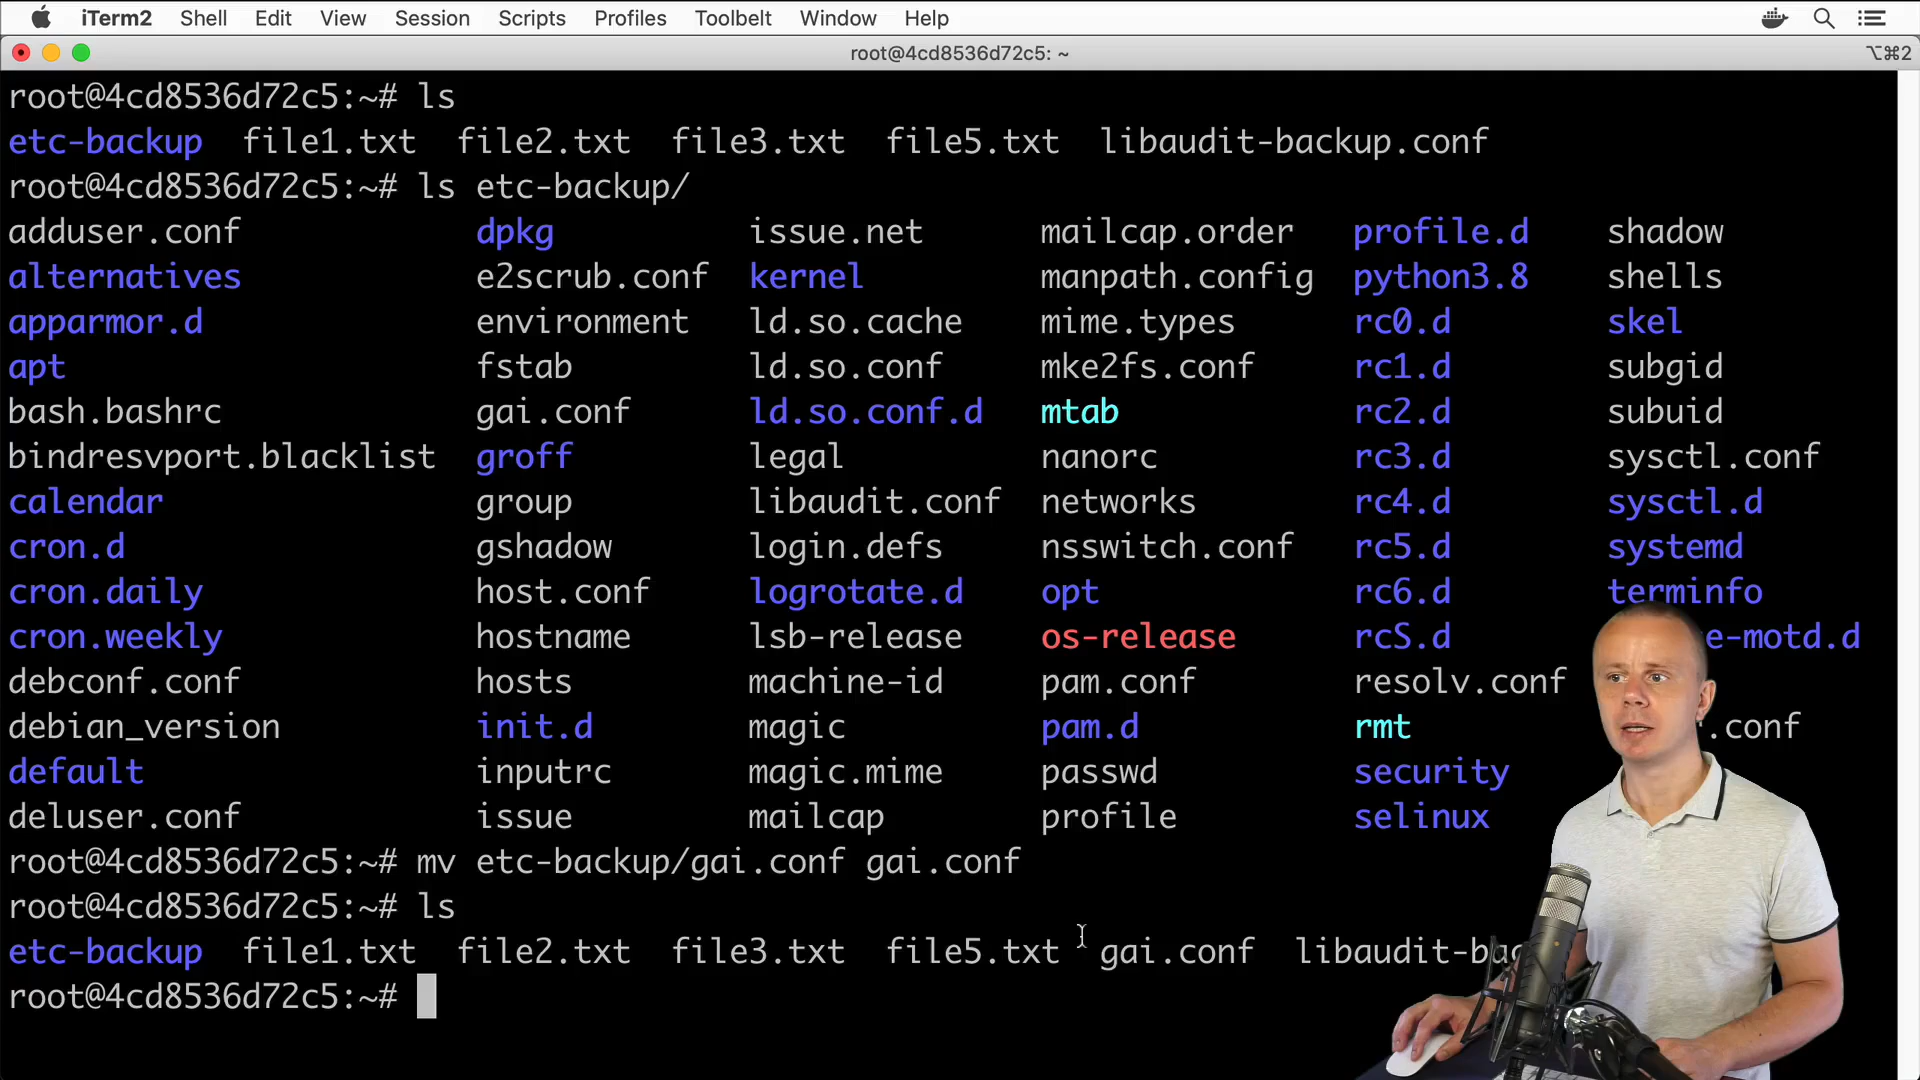 iTerm2 Shell Edit View Session Scripts Profiles Toolbelt Window Help
root@4cd8536d72c5: ~ ⌥⌘2
root@4cd8536d72c5:~# ls
etc-backup file1.txt file2.txt file3.txt file5.txt libaudit-backup.conf
root@4cd8536d72c5:~# ls etc-backup/
adduser.conf dpkg issue.net mailcap.order profile.d shadow
alternatives e2scrub.conf kernel manpath.config python3.8 shells
apparmor.d environment ld.so.cache mime.types rc0.d skel
apt fstab ld.so.conf mke2fs.conf rc1.d subgid
bash.bashrc gai.conf ld.so.conf.d mtab rc2.d subuid
bindresvport.blacklist groff legal nanorc rc3.d sysctl.conf
calendar group libaudit.conf networks rc4.d sysctl.d
cron.d gshadow login.defs nsswitch.conf rc5.d systemd
cron.daily host.conf logrotate.d opt rc6.d terminfo
cron.weekly hostname lsb-release os-release rcS.d e-motd.d
debconf.conf hosts machine-id pam.conf resolv.conf
debian_version init.d magic pam.d rmt .conf
default inputrc magic.mime passwd security
deluser.conf issue mailcap profile selinux
root@4cd8536d72c5:~# mv etc-backup/gai.conf gai.conf
root@4cd8536d72c5:~# ls
etc-backup file1.txt file2.txt file3.txt file5.txt gai.conf libaudit-bac
root@4cd8536d72c5:~#